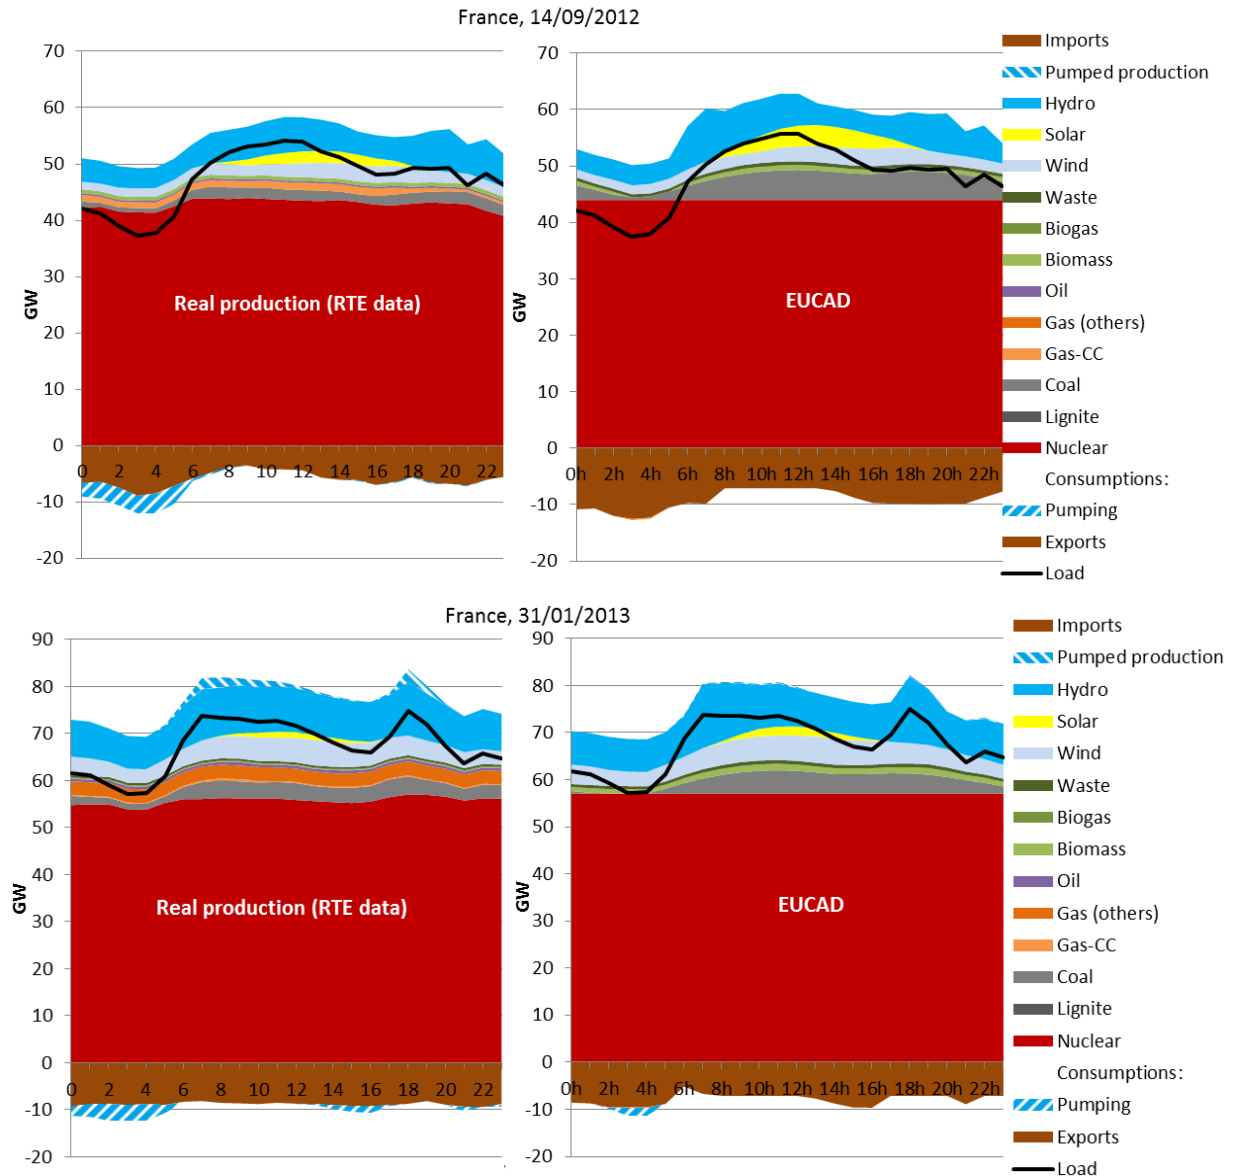 France, 14/09/2012
70
60
50
40
30
20
10
0
-10
-20
GW
0 2 4 6 8 10 12 14 16 18 20 22
Real production (RTE data)
70
60
50
40
30
20
10
0
-10
-20
GW
0h 2h 4h 6h 8h 10h 12h 14h 16h 18h 20h 22h
EUCAD
Imports
Pumped production
Hydro
Solar
Wind
Waste
Biogas
Biomass
Oil
Gas (others)
Gas-CC
Coal
Lignite
Nuclear
Consumptions:
Pumping
Exports
Load
France, 31/01/2013
90
80
70
60
50
40
30
20
10
0
-10
-20
GW
0 2 4 6 8 10 12 14 16 18 20 22
Real production (RTE data)
90
80
70
60
50
40
30
20
10
0
-10
-20
GW
0h 2h 4h 6h 8h 10h 12h 14h 16h 18h 20h 22h
EUCAD
Imports
Pumped production
Hydro
Solar
Wind
Waste
Biogas
Biomass
Oil
Gas (others)
Gas-CC
Coal
Lignite
Nuclear
Consumptions:
Pumping
Exports
Load